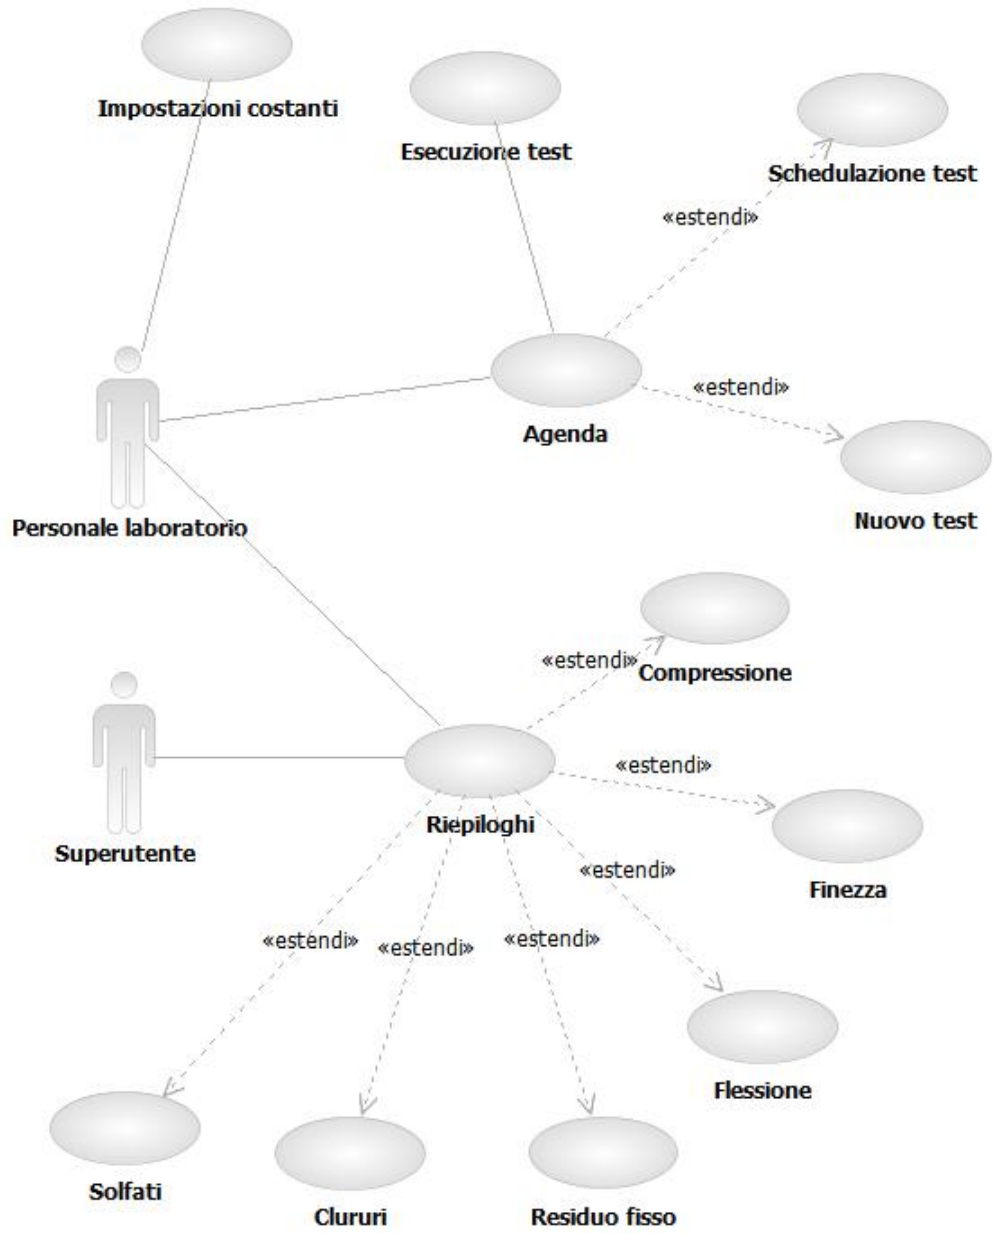 Impostazioni costanti
Esecuzione test
Schedulazione test
«estendi»
«estendi»
Agenda
Nuovo test
Personale laboratorio
«estendi»
Compressione
«estendi»
Riepiloghi
Superutente
«estendi»
Finezza
«estendi»
«estendi»
«estendi»
Flessione
Solfati
Clururi
Residuo fisso